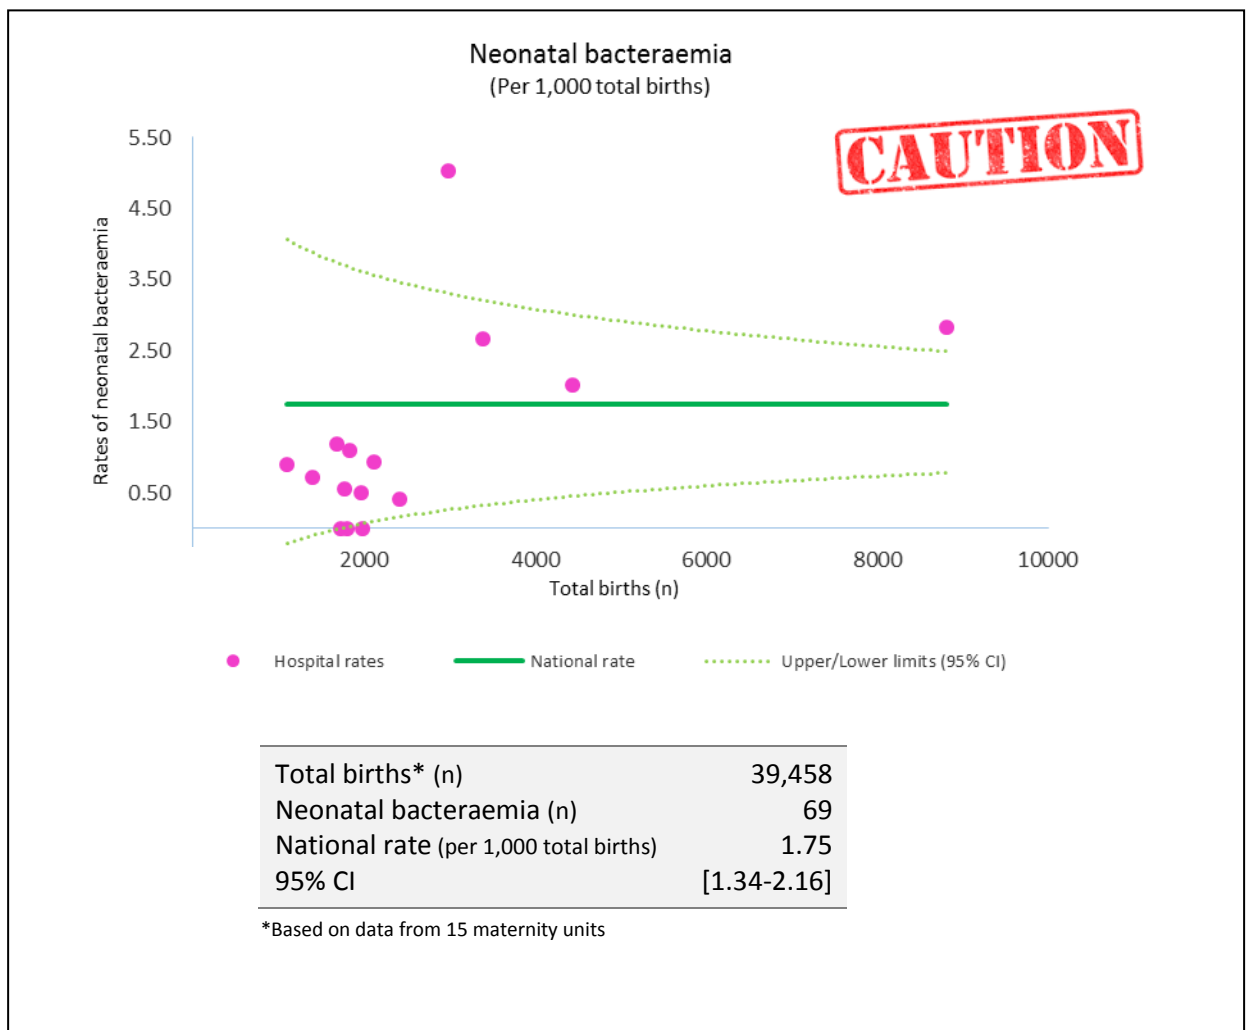 Neonatal bacteraemia
(Per 1,000 total births)
CAUTION
5.50
4.50
3.50
2.50
1.50
0.50
Rates of neonatal bacteraemia
2000 4000 6000 8000 10000
Total births (n)
Hospital rates National rate Upper/Lower limits (95% CI)
Total births* (n) 39,458
Neonatal bacteraemia (n) 69
National rate (per 1,000 total births) 1.75
95% CI [1.34-2.16]
*Based on data from 15 maternity units